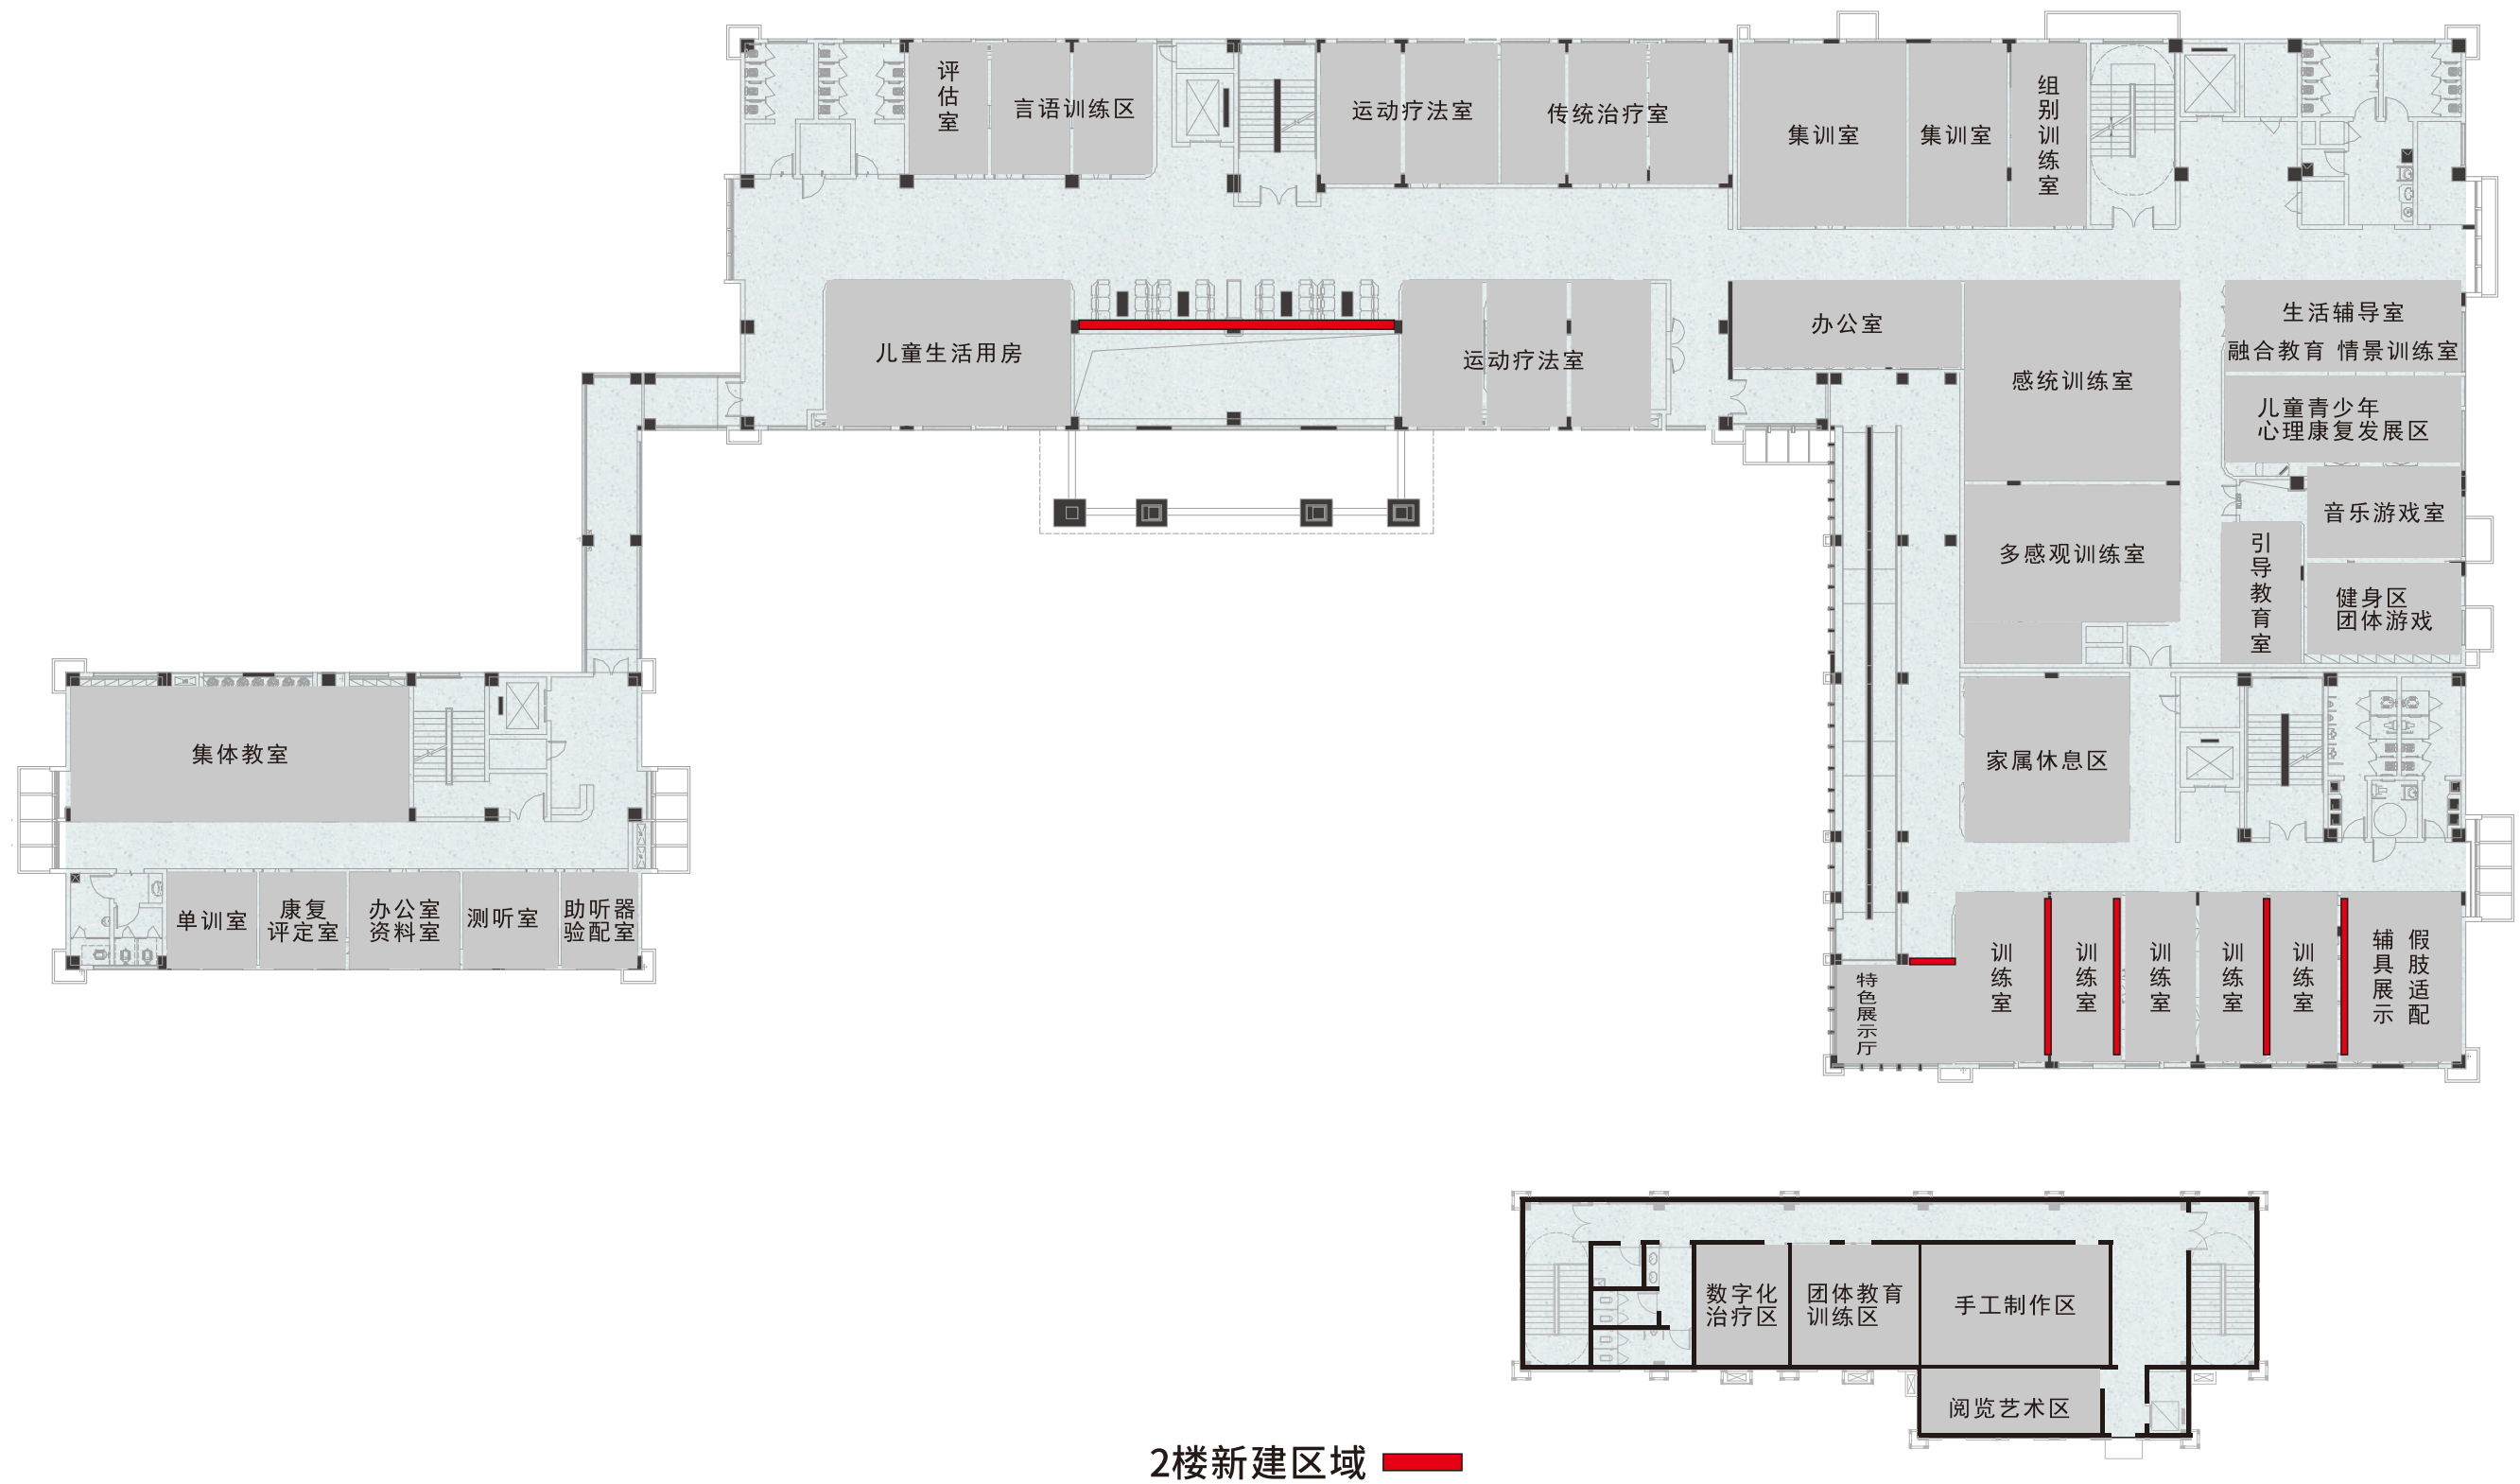 评估室
言语训练区
运动疗法室
传统治疗室
集训室
集训室
组别训练室
儿童生活用房
运动疗法室
办公室
感统训练室
生活辅导室
融合教育 情景训练室
儿童青少年
心理康复发展区
音乐游戏室
多感观训练室
引导教育室
健身区
团体游戏
集体教室
家属休息区
单训室
康复
评定室
办公室
资料室
测听室
助听器
验配室
特色展示厅
训练室
训练室
训练室
训练室
训练室
辅具展示
假肢适配
数字化
治疗区
团体教育
训练区
手工制作区
阅览艺术区
2楼新建区域